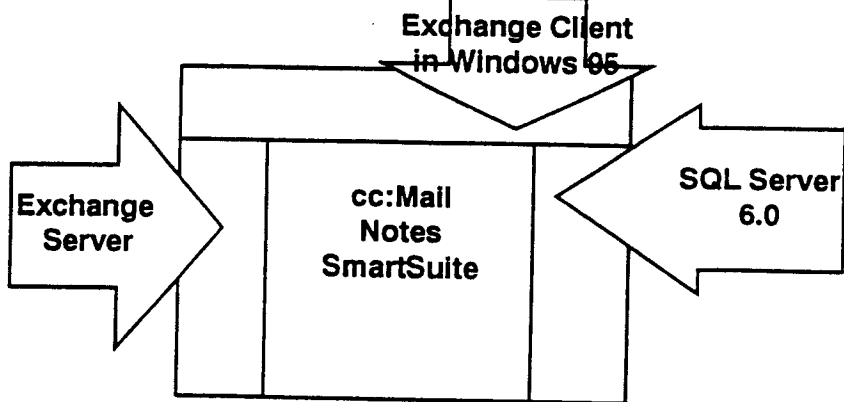 Exchange Client
in Windows 95
Exchange
Server
cc:Mail
Notes
SmartSuite
SQL Server
6.0